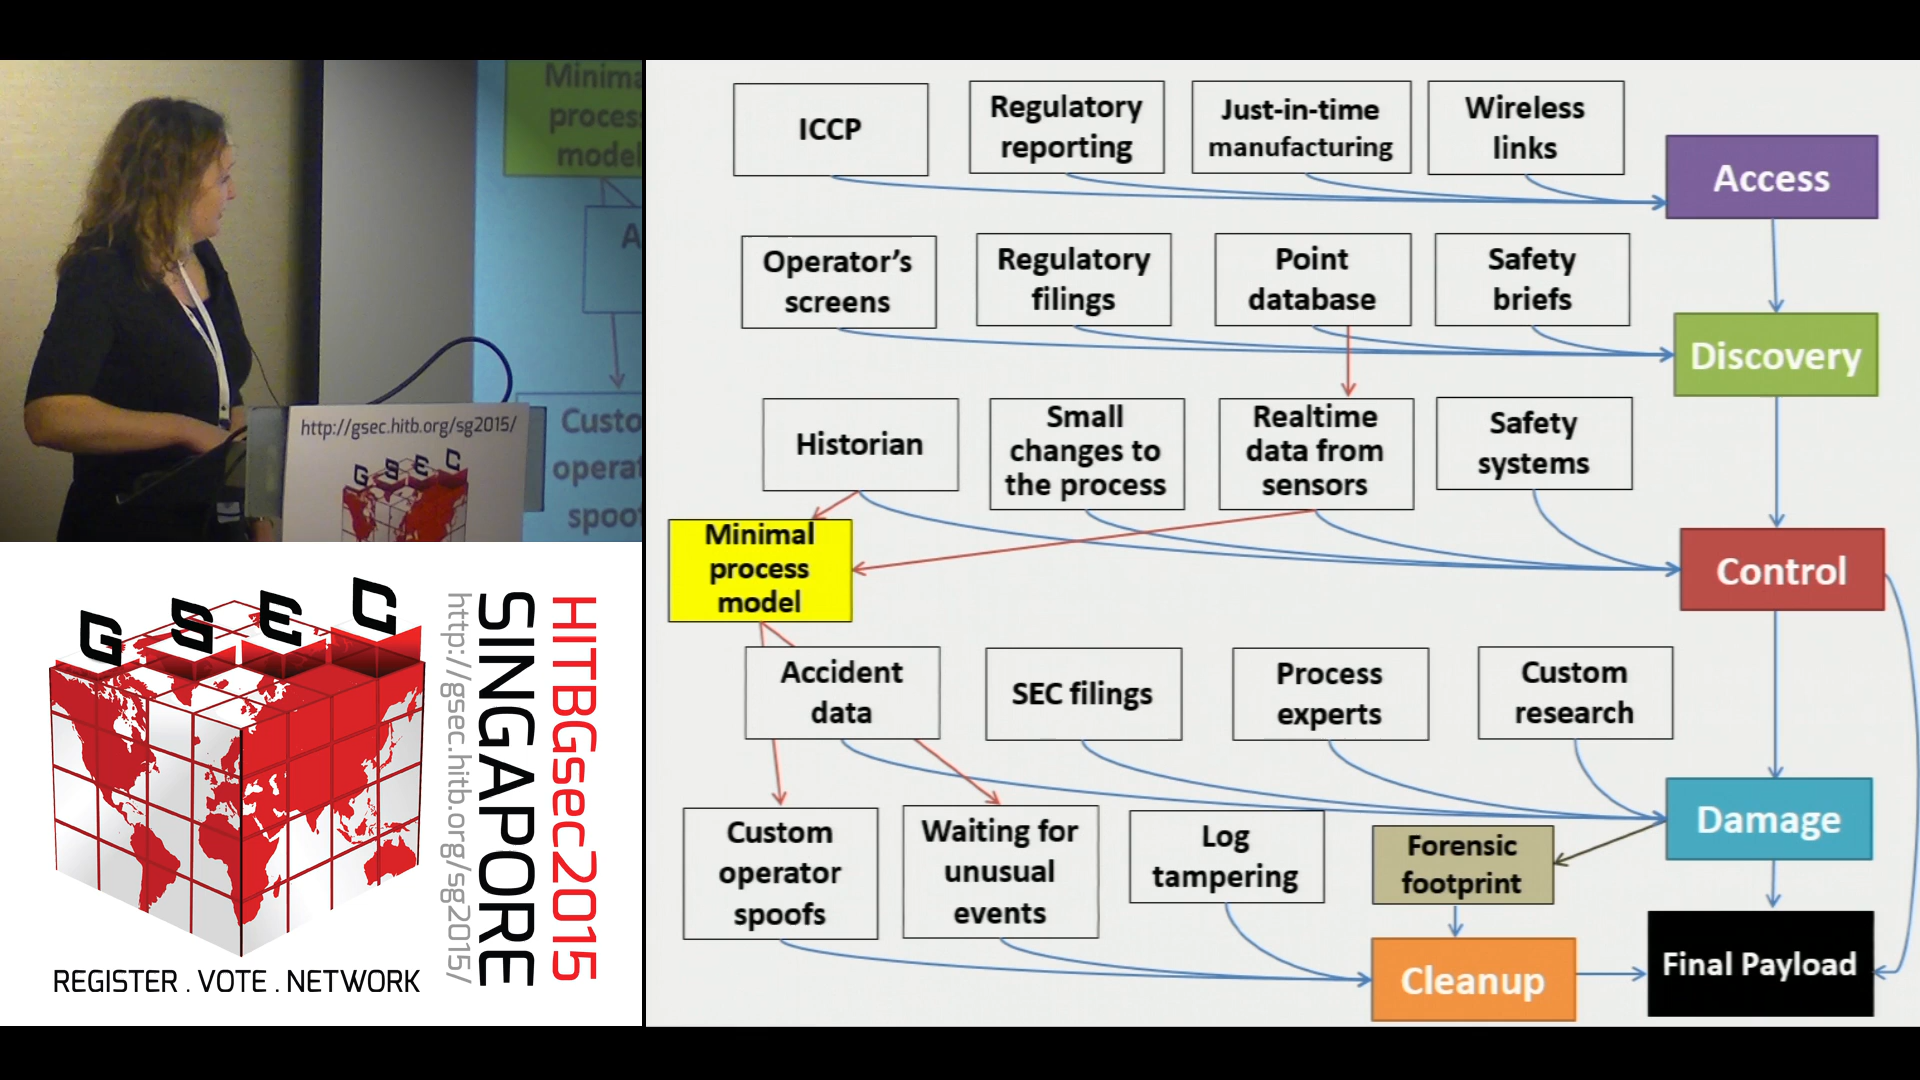 Minima
process
model
A
Custo
operat
spoo
http://gsec.hitb.org/sg2015/
G S E C
G S E C
REGISTER . VOTE . NETWORK
http://gsec.hitb.org/sg2015/
SINGAPORE
HITBGsec2015
ICCP
Regulatory
reporting
Just-in-time
manufacturing
Wireless
links
Access
Operator’s
screens
Regulatory
filings
Point
database
Safety
briefs
Discovery
Historian
Small
changes to
the process
Realtime
data from
sensors
Safety
systems
Minimal
process
model
Control
Accident
data
SEC filings
Process
experts
Custom
research
Damage
Custom
operator
spoofs
Waiting for
unusual
events
Log
tampering
Forensic
footprint
Cleanup
Final Payload